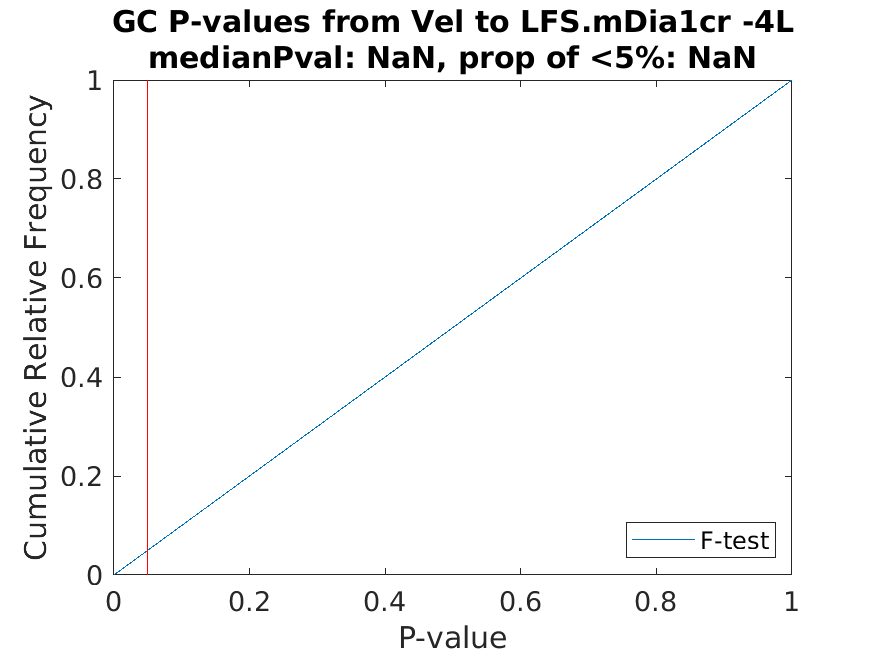 GC P-values from Vel to LFS.mDia1cr -4L
medianPval: NaN, prop of <5%: NaN
Cumulative Relative Frequency
1
0.8
0.6
0.4
0.2
0
F-test
0 0.2 0.4 0.6 0.8 1
P-value